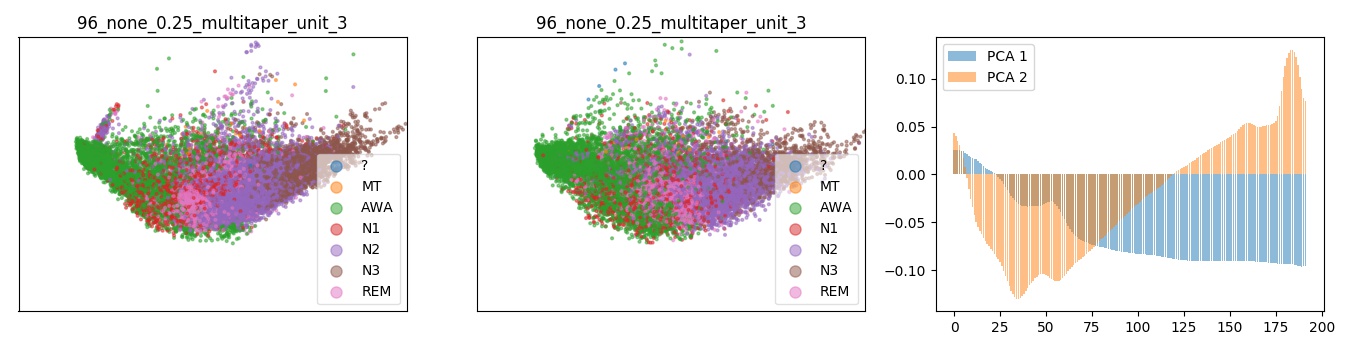 96_none_0.25_multitaper_unit_3
?
MT
AWA
N1
N2
N3
REM
96_none_0.25_multitaper_unit_3
?
MT
AWA
N1
N2
N3
REM
PCA 1
PCA 2
0.10
0.05
0.00
−0.05
−0.10
0 25 50 75 100 125 150 175 200